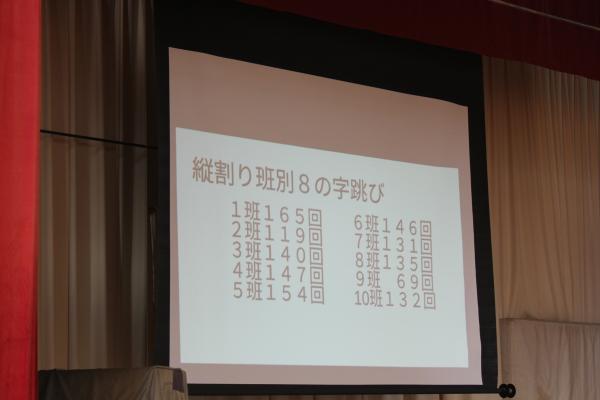 縦割り班別８の字跳び
１班１６５回
２班１１９回
３班１４０回
４班１４７回
５班１５４回
６班１４６回
７班１３１回
８班１３５回
９班　６９回
10班１３２回